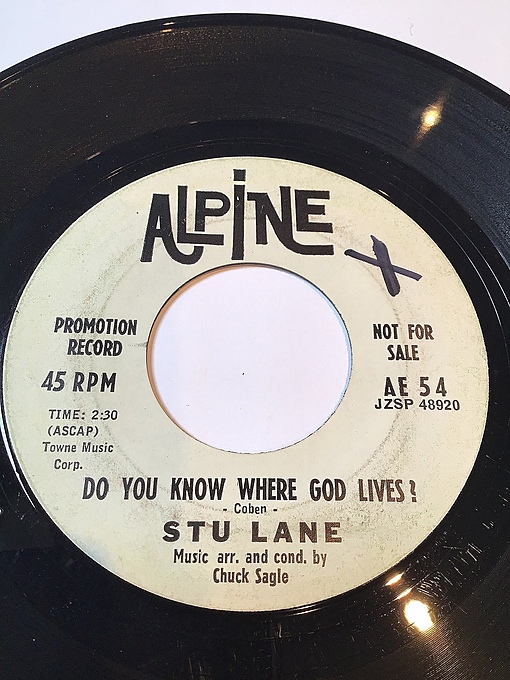 ALPINE
X
PROMOTION
RECORD
NOT FOR
SALE
45 RPM
AE 54
JZSP 48920
TIME: 2:30
(ASCAP)
Towne Music
Corp.
DO YOU KNOW WHERE GOD LIVES?
- Coben -
STU LANE
Music arr. and cond. by
Chuck Sagle